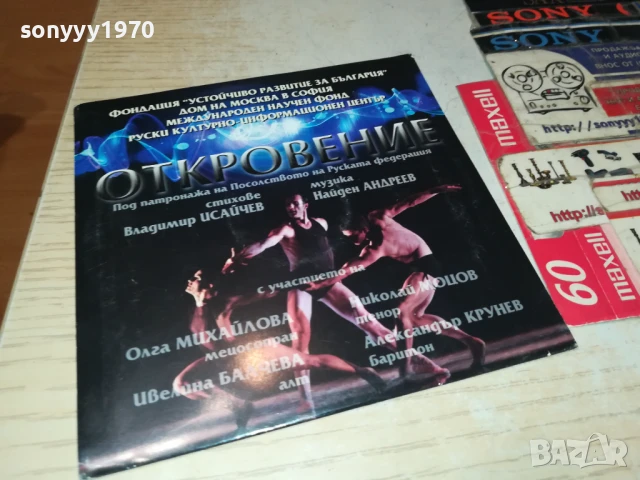 sonyyy1970
ФОНДАЦИЯ "УСТОЙЧИВО РАЗВИТИЕ ЗА БЪЛГАРИЯ"
ДОМ НА МОСКВА В СОФИЯ
МЕЖДУНАРОДЕН НАУЧЕН ФОНД
РУСКИ КУЛТУРНО-ИНФОРМАЦИОНЕН ЦЕНТЪР
ОТКРОВЕНИЕ
Под патронажа на Посолството на Руската федерация
стихове
Владимир ИСАЙЧЕВ
музика
Найден АНДРЕЕВ
с участието на
Олга МИХАЙЛОВА
мецосопран
Николай МОЦОВ
тенор
Ивелина
алт
Александър КРУНЕВ
баритон
SONY
SONY
maxell
http://sonyyy1
http://s
maxell
60
BAZAR